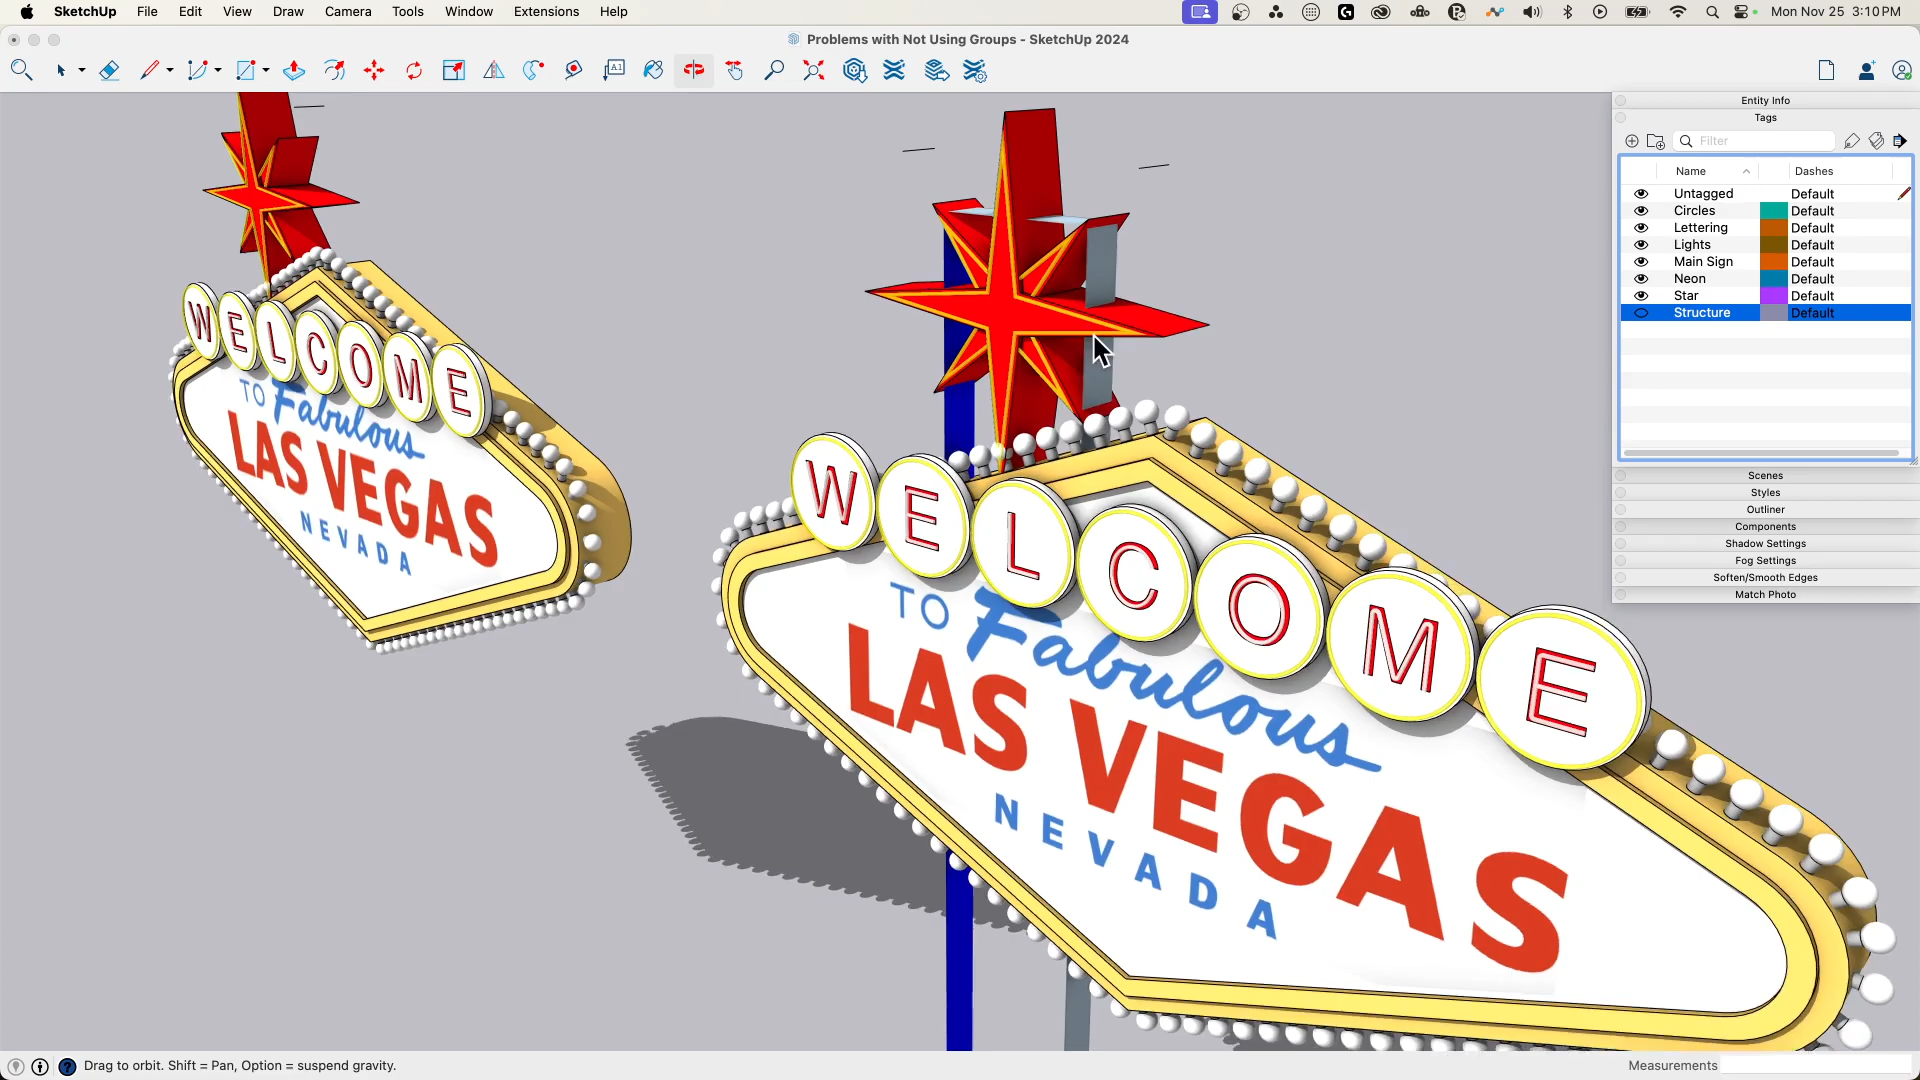 SketchUp File Edit View Draw Camera Tools Window Extensions Help Mon Nov 25 3:10 PM
Problems with Not Using Groups - SketchUp 2024
A1
Entity Info
Tags
Filter
Name Dashes
Untagged Default
Circles Default
Lettering Default
Lights Default
Main Sign Default
Neon Default
Star Default
Structure Default
Scenes
Styles
Outliner
Components
Shadow Settings
Fog Settings
Soften/Smooth Edges
Match Photo
WELCOME
TO Fabulous
LAS VEGAS
NEVADA
WELCOME
TO Fabulous
LAS VEGAS
NEVADA
Drag to orbit. Shift = Pan, Option = suspend gravity. Measurements